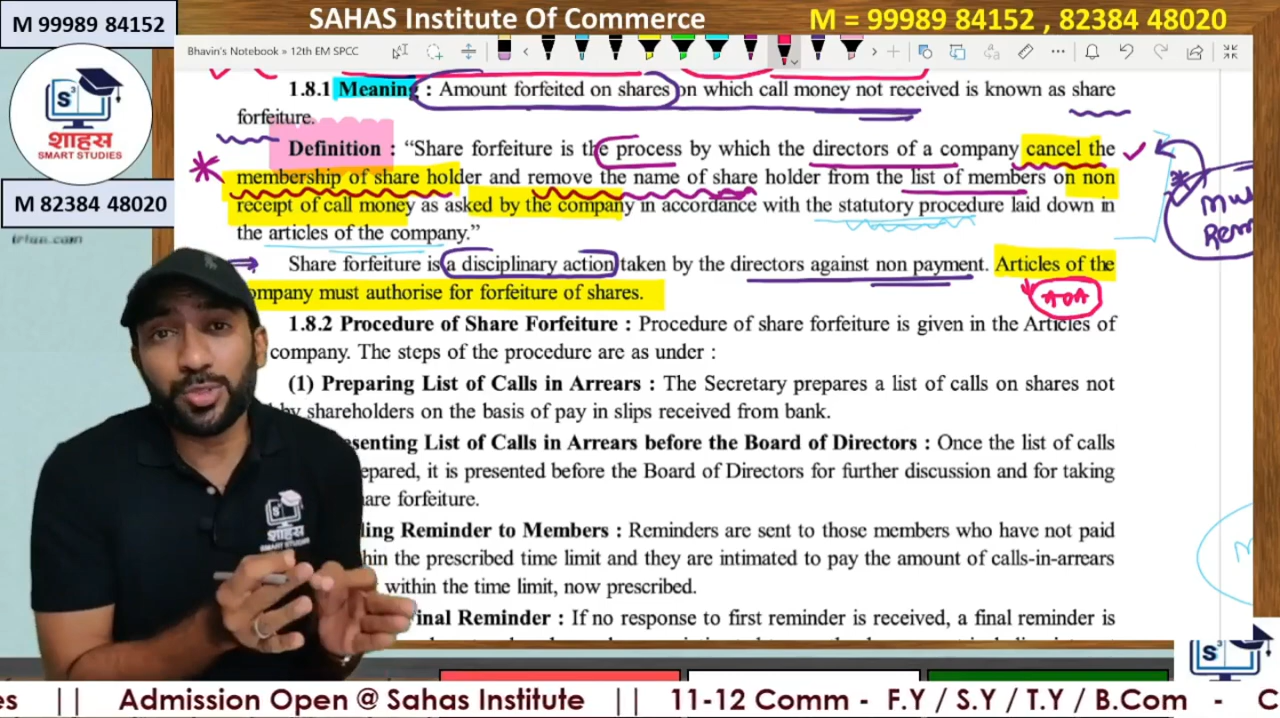 M 99989 84152
SAHAS Institute Of Commerce
M = 99989 84152 , 82384 48020
Bhavin's Notebook » 12th EM SPCC
S³
शाहस
SMART STUDIES
M 82384 48020
1.8.1 Meaning : Amount forfeited on shares on which call money not received is known as share
forfeiture.
Definition : “Share forfeiture is the process by which the directors of a company cancel the
membership of share holder and remove the name of share holder from the list of members on non
receipt of call money as asked by the company in accordance with the statutory procedure laid down in
the articles of the company.”
Share forfeiture is a disciplinary action taken by the directors against non payment. Articles of the
company must authorise for forfeiture of shares.
AOA
1.8.2 Procedure of Share Forfeiture : Procedure of share forfeiture is given in the Articles of
company. The steps of the procedure are as under :
(1) Preparing List of Calls in Arrears : The Secretary prepares a list of calls on shares not
by shareholders on the basis of pay in slips received from bank.
esenting List of Calls in Arrears before the Board of Directors : Once the list of calls
epared, it is presented before the Board of Directors for further discussion and for taking
are forfeiture.
ling Reminder to Members : Reminders are sent to those members who have not paid
hin the prescribed time limit and they are intimated to pay the amount of calls-in-arrears
within the time limit, now prescribed.
inal Reminder : If no response to first reminder is received, a final reminder is
S³
शाहस
S³
es || Admission Open @ Sahas Institute || 11-12 Comm - F.Y / S.Y / T.Y / B.Com - C